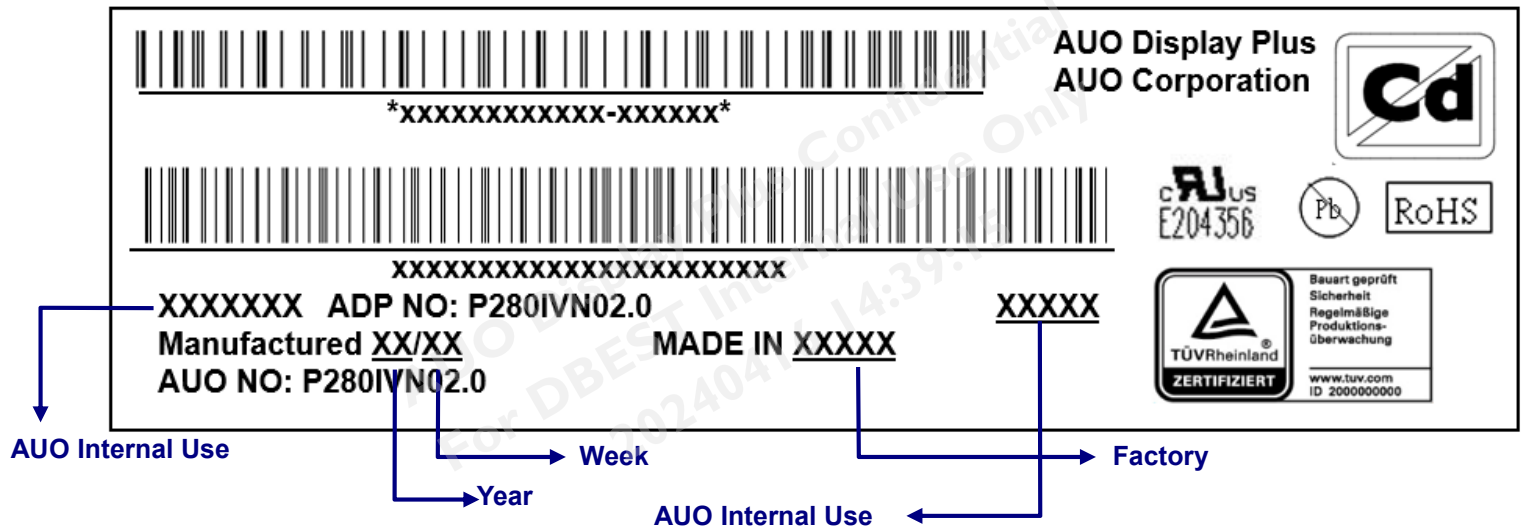 AUO Display Plus
AUO Corporation
Cd
*xxxxxxxxxxxx-xxxxxx*
c RU US
E204356
Pb
RoHS
xxxxxxxxxxxxxxxxxxxxxxx
XXXXXXX ADP NO: P280IVN02.0
XXXXX
Manufactured XX/XX
MADE IN XXXXX
AUO NO: P280IVN02.0
TÜVRheinland®
ZERTIFIZIERT
Bauart geprüft
Sicherheit
Regelmäßige
Produktions-
überwachung
www.tuv.com
ID 2000000000
AUO Internal Use
Week
Factory
Year
AUO Internal Use
AUO Display Plus Confidential
For DBEST Internal Use Only
20240416 14:39:15